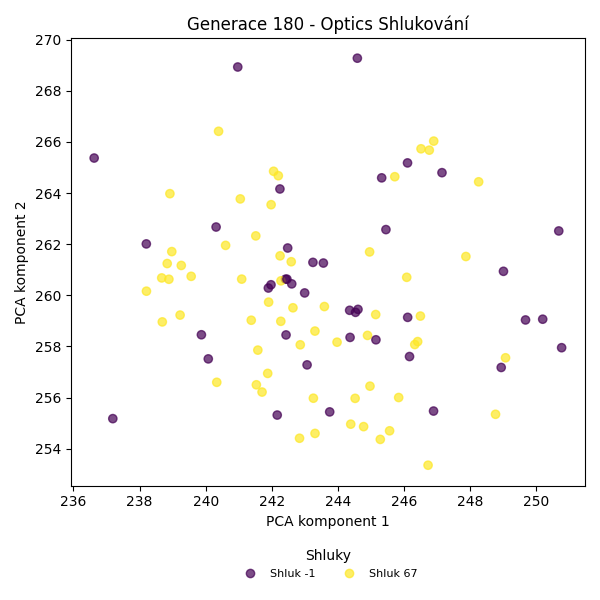 Generace 180 - Optics Shlukování
PCA komponent 2
270
268
266
264
262
260
258
256
254
236 238 240 242 244 246 248 250
PCA komponent 1
Shluky
Shluk -1 Shluk 67